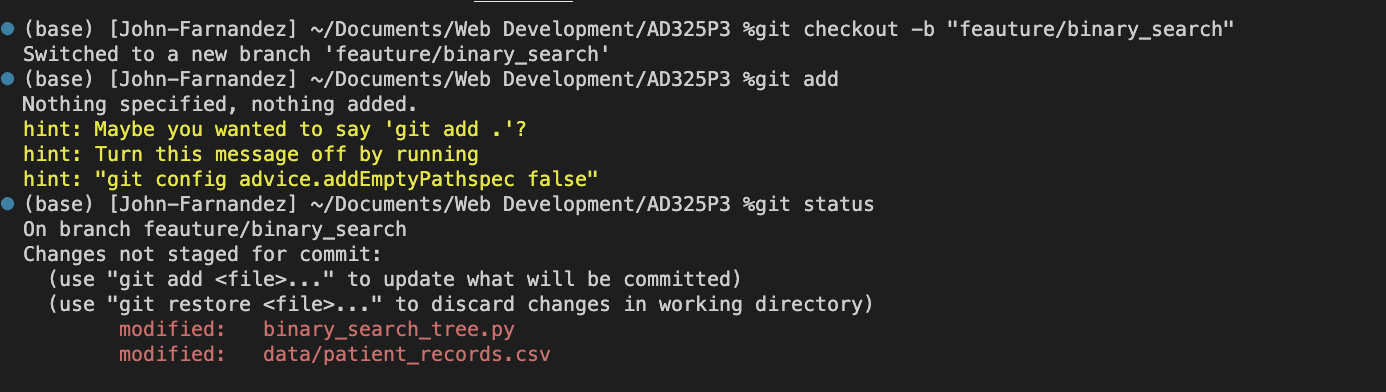 (base) [John-Farnandez] ~/Documents/Web Development/AD325P3 %git checkout -b "feauture/binary_search"
Switched to a new branch 'feauture/binary_search'
(base) [John-Farnandez] ~/Documents/Web Development/AD325P3 %git add
Nothing specified, nothing added.
hint: Maybe you wanted to say 'git add .'?
hint: Turn this message off by running
hint: "git config advice.addEmptyPathspec false"
(base) [John-Farnandez] ~/Documents/Web Development/AD325P3 %git status
On branch feauture/binary_search
Changes not staged for commit:
  (use "git add <file>..." to update what will be committed)
  (use "git restore <file>..." to discard changes in working directory)
        modified:   binary_search_tree.py
        modified:   data/patient_records.csv